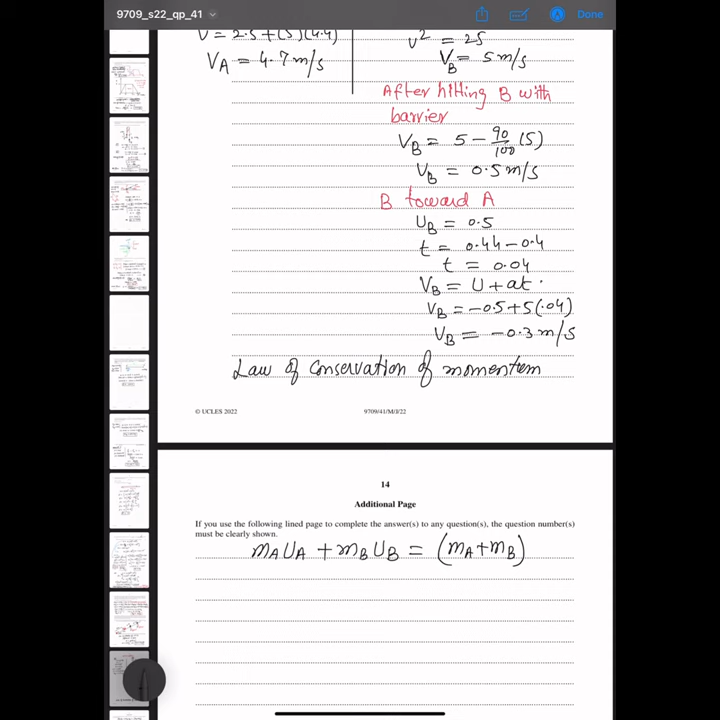 9709_s22_qp_41
Done
V = 2.5 + (5)(4.4)
VA = 4.7 m/s
v² = 25
VB = 5 m/s
After hitting B with
barrier
VB = 5 - 90/100 (5)
VB = 0.5 m/s
B toward A
UB = 0.5
t = 0.44 - 0.4
t = 0.04
VB = U + at
VB = -0.5 + 5(.04)
VB = -0.3 m/s
Law of Conservation of momentum
© UCLES 2022
9709/41/M/J/22
14
Additional Page
If you use the following lined page to complete the answer(s) to any question(s), the question number(s)
must be clearly shown.
mA UA + mB UB = (mA + mB)